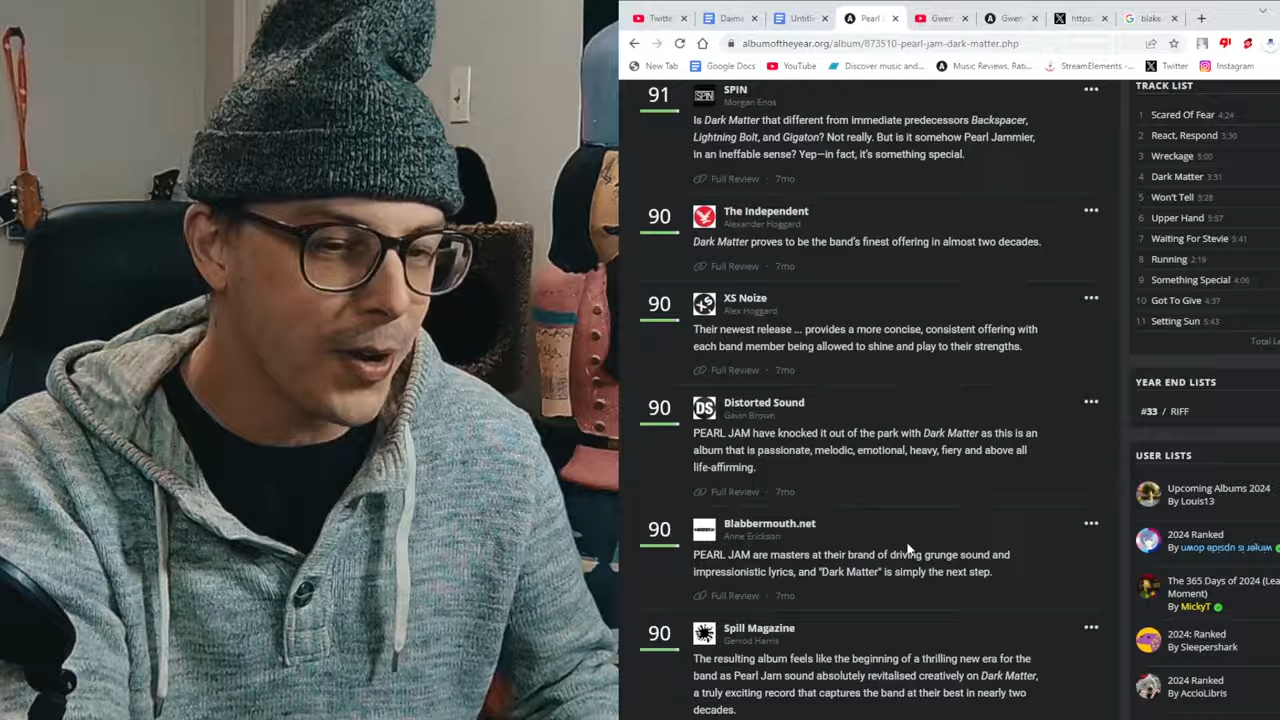 Twitte
Dawna
Untitl
Pearl J
Gwen
Gwen
https:
blake
albumoftheyear.org/album/873510-pearl-jam-dark-matter.php
New Tab
Google Docs
YouTube
Discover music and...
Music Reviews, Rati...
StreamElements -...
Twitter
Instagram
91
SPIN
Morgan Enos
Is Dark Matter that different from immediate predecessors Backspacer,
Lightning Bolt, and Gigaton? Not really. But is it somehow Pearl Jammier,
in an ineffable sense? Yep—in fact, it's something special.
Full Review · 7mo
90
The Independent
Alexander Hoggard
Dark Matter proves to be the band's finest offering in almost two decades.
Full Review · 7mo
90
XS Noize
Alex Hoggard
Their newest release ... provides a more concise, consistent offering with
each band member being allowed to shine and play to their strengths.
Full Review · 7mo
90
Distorted Sound
Gavin Brown
PEARL JAM have knocked it out of the park with Dark Matter as this is an
album that is passionate, melodic, emotional, heavy, fiery and above all
life-affirming.
Full Review · 7mo
90
Blabbermouth.net
Anne Erickson
PEARL JAM are masters at their brand of driving grunge sound and
impressionistic lyrics, and "Dark Matter" is simply the next step.
Full Review · 7mo
90
Spill Magazine
Gerrod Harris
The resulting album feels like the beginning of a thrilling new era for the
band as Pearl Jam sound absolutely revitalised creatively on Dark Matter,
a truly exciting record that captures the band at their best in nearly two
decades.
TRACK LIST
1 Scared Of Fear 4:24
2 React, Respond 3:30
3 Wreckage 5:00
4 Dark Matter 3:31
5 Won't Tell 3:28
6 Upper Hand 5:57
7 Waiting For Stevie 5:41
8 Running 2:19
9 Something Special 4:06
10 Got To Give 4:37
11 Setting Sun 5:43
Total Le
YEAR END LISTS
#33 / RIFF
USER LISTS
Upcoming Albums 2024
By Louis13
2024 Ranked
By
The 365 Days of 2024 (Lea
Moment)
By MickyT
2024: Ranked
By Sleepershark
2024 Ranked
By AccioLibris